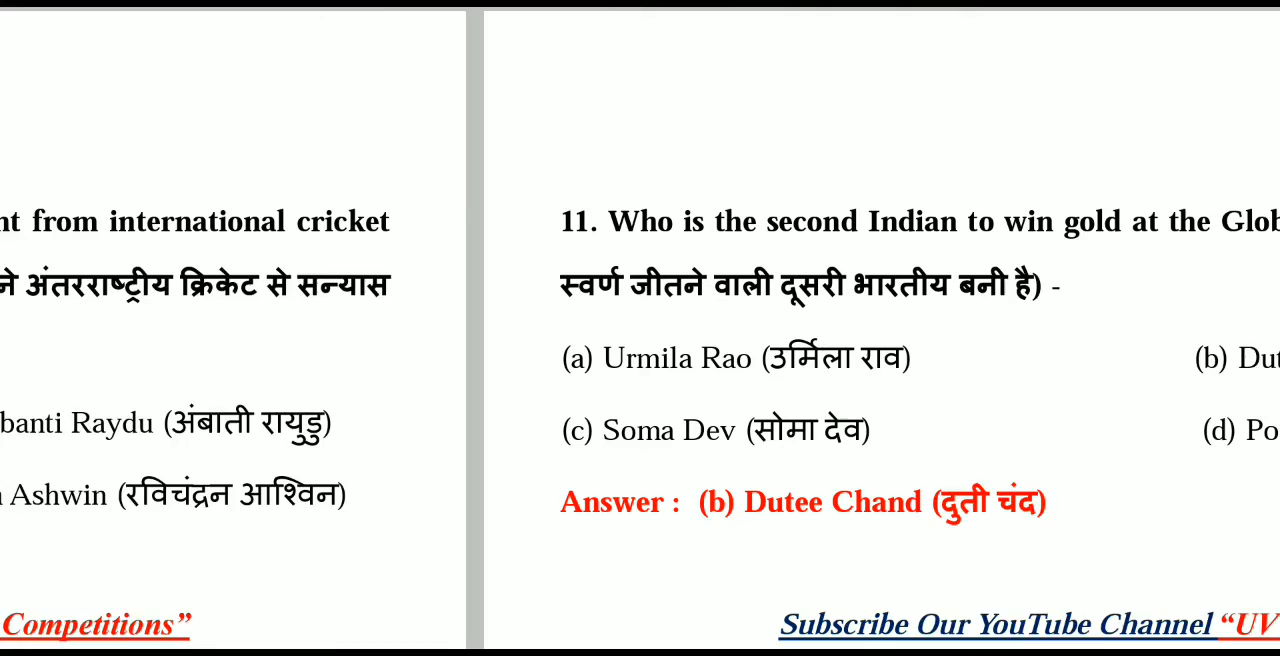 nt from international cricket
ने अंतरराष्ट्रीय क्रिकेट से सन्यास
banti Raydu (अंबाती रायुडु)
Ashwin (रविचंद्रन आश्विन)
Competitions”
11. Who is the second Indian to win gold at the Glob
स्वर्ण जीतने वाली दूसरी भारतीय बनी है) -
(a) Urmila Rao (उर्मिला राव)
(b) Dut
(c) Soma Dev (सोमा देव)
(d) Po
Answer : (b) Dutee Chand (दुती चंद)
Subscribe Our YouTube Channel “UV